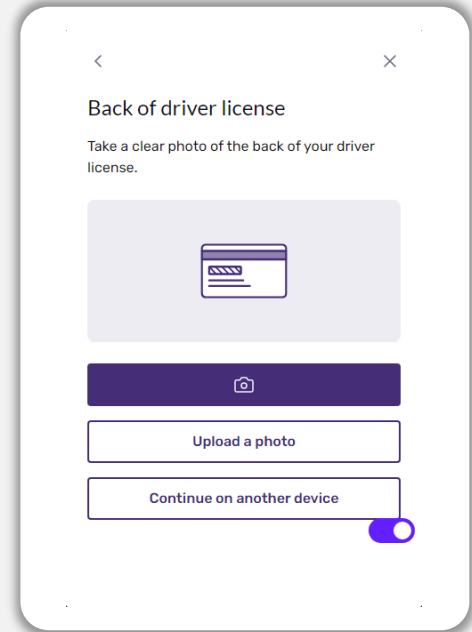 Back of driver license
Take a clear photo of the back of your driver
license.
Upload a photo
Continue on another device